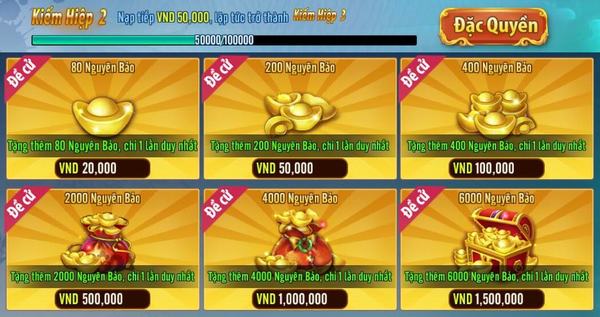 Kiếm Hiệp 2 Nạp tiếp VND 50,000, lập tức trở thành Kiếm Hiệp 3
50000/100000
Đặc Quyền
Đề cử
80 Nguyên Bảo
Tặng thêm 80 Nguyên Bảo, chỉ 1 lần duy nhất
VND 20,000
Đề cử
200 Nguyên Bảo
Tặng thêm 200 Nguyên Bảo, chỉ 1 lần duy nhất
VND 50,000
Đề cử
400 Nguyên Bảo
Tặng thêm 400 Nguyên Bảo, chỉ 1 lần duy nhất
VND 100,000
Đề cử
2000 Nguyên Bảo
Tặng thêm 2000 Nguyên Bảo, chỉ 1 lần duy nhất
VND 500,000
Đề cử
4000 Nguyên Bảo
Tặng thêm 4000 Nguyên Bảo, chỉ 1 lần duy nhất
VND 1,000,000
Đề cử
6000 Nguyên Bảo
Tặng thêm 6000 Nguyên Bảo, chỉ 1 lần duy nhất
VND 1,500,000